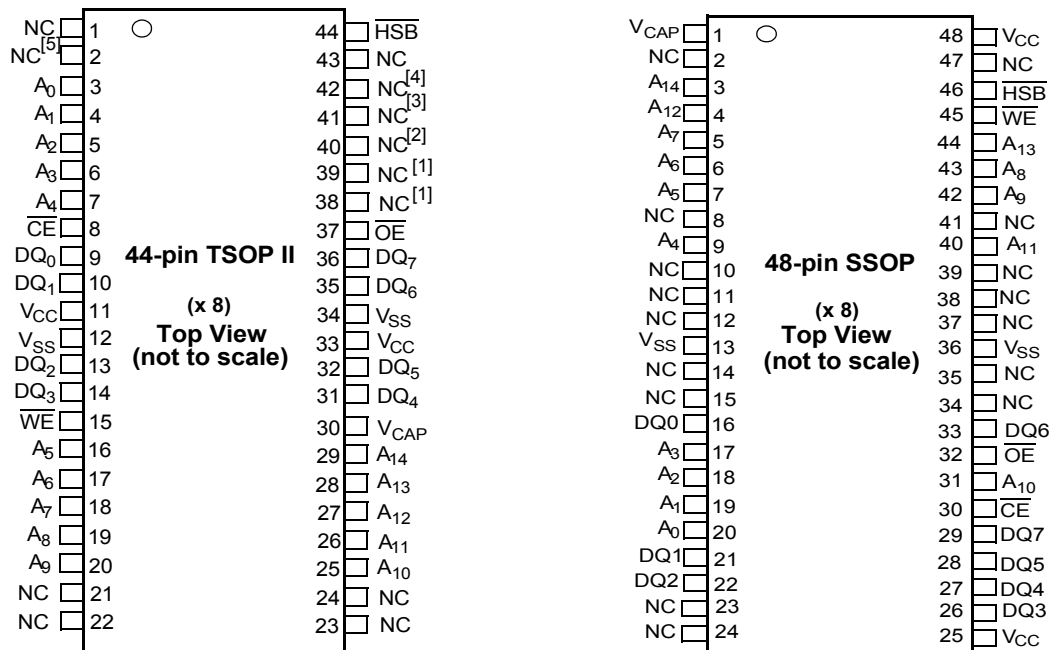 NC 1 44 H̅S̅B̅
NC[5] 2 43 NC
A0 3 42 NC[4]
A1 4 41 NC[3]
A2 5 40 NC[2]
A3 6 39 NC[1]
A4 7 38 NC[1]
C̅E̅ 8 37 O̅E̅
DQ0 9 36 DQ7
DQ1 10 35 DQ6
VCC 11 34 VSS
VSS 12 33 VCC
DQ2 13 32 DQ5
DQ3 14 31 DQ4
W̅E̅ 15 30 VCAP
A5 16 29 A14
A6 17 28 A13
A7 18 27 A12
A8 19 26 A11
A9 20 25 A10
NC 21 24 NC
NC 22 23 NC
44-pin TSOP II
(x 8)
Top View
(not to scale)
VCAP 1 48 VCC
NC 2 47 NC
A14 3 46 H̅S̅B̅
A12 4 45 W̅E̅
A7 5 44 A13
A6 6 43 A8
A5 7 42 A9
NC 8 41 NC
A4 9 40 A11
NC 10 39 NC
NC 11 38 NC
NC 12 37 NC
VSS 13 36 VSS
NC 14 35 NC
NC 15 34 NC
DQ0 16 33 DQ6
A3 17 32 O̅E̅
A2 18 31 A10
A1 19 30 C̅E̅
A0 20 29 DQ7
DQ1 21 28 DQ5
DQ2 22 27 DQ4
NC 23 26 DQ3
NC 24 25 VCC
48-pin SSOP
(x 8)
Top View
(not to scale)